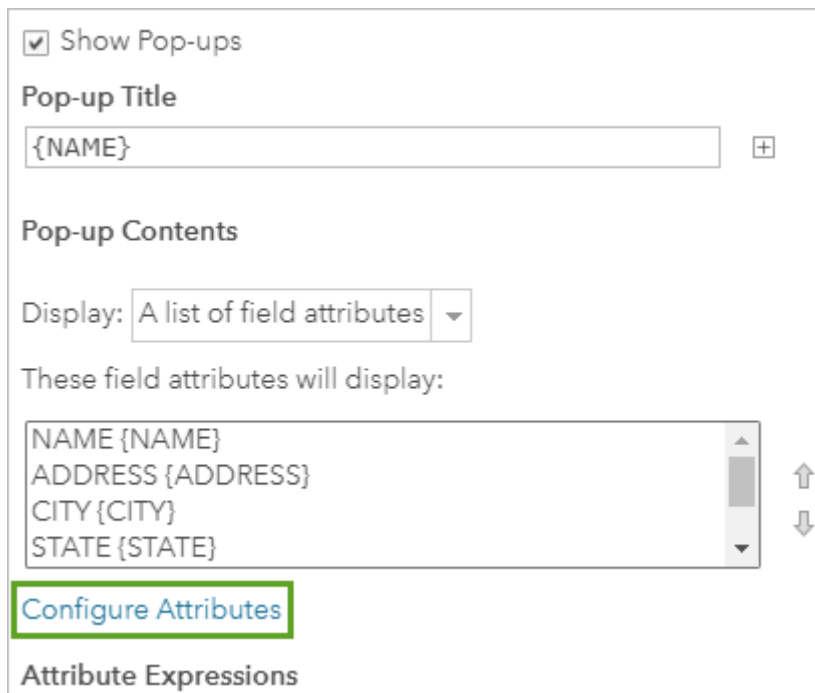 Show Pop-ups
Pop-up Title
{NAME}
Pop-up Contents
Display: A list of field attributes
These field attributes will display:
NAME {NAME}
ADDRESS {ADDRESS}
CITY {CITY}
STATE {STATE}
Configure Attributes
Attribute Expressions